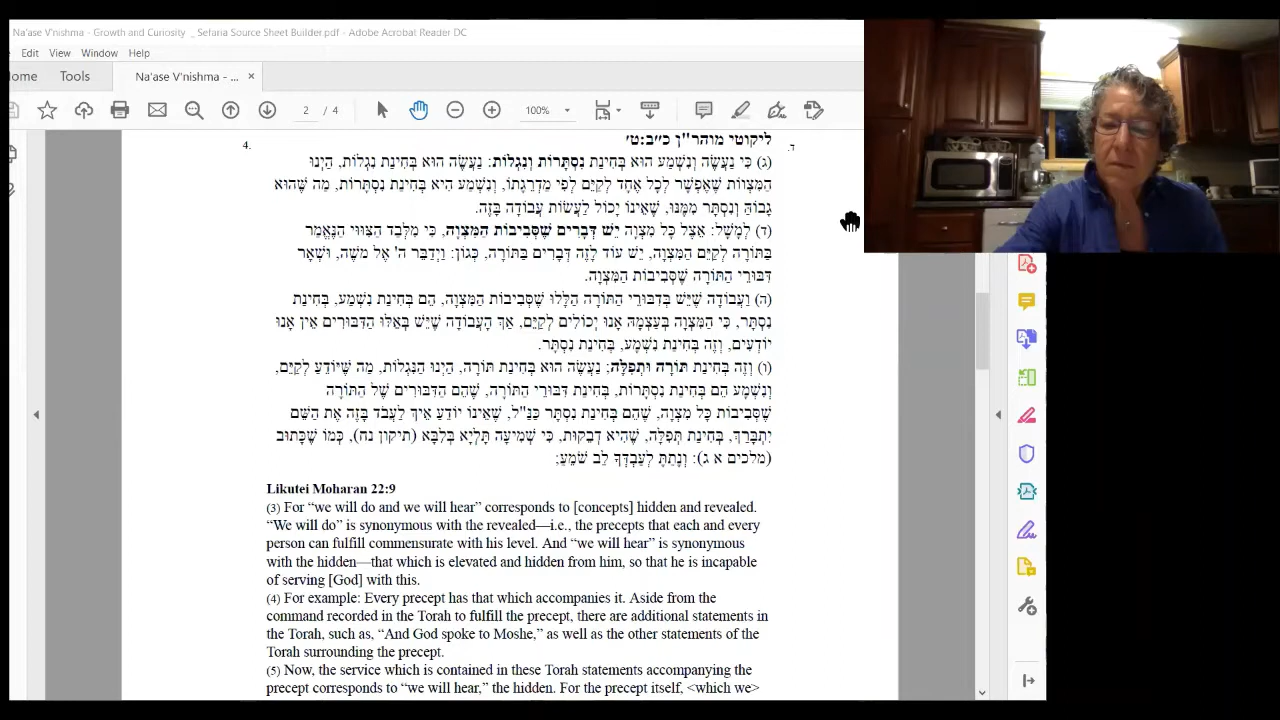 Na'ase V'nishma - Growth and Curiosity _ Sefaria Source Sheet Builder.pdf - Adobe Acrobat Reader DC
Edit View Window Help
ome Tools Na'ase V'nishma - ... ×
2 / 4 100%
4.
ד.
ליקוטי מוהר"ן כ״ב:ט׳
(ג) כִּי נַעֲשֶׂה וְנִשְׁמַע הוּא בְּחִינַת נִסְתָּרוֹת וְנִגְלוֹת: נַעֲשֶׂה הוּא בְּחִינַת נִגְלוֹת, הַיְנוּ
הַמִּצְווֹת שֶׁאֶפְשָׁר לְכָל אֶחָד לְקַיֵּם לְפִי מַדְרֵגָתוֹ, וְנִשְׁמַע הִיא בְּחִינַת נִסְתָּרוֹת, מַה שֶּׁהוּא
גָּבוֹהַּ וְנִסְתָּר מִמֶּנּוּ, שֶׁאֵינוֹ יָכוֹל לַעֲשׂוֹת עֲבוֹדָה בָּזֶה.
(ד) לְמָשָׁל: אֵצֶל כָּל מִצְוָה יֵשׁ דְּבָרִים שֶׁסְּבִיבוֹת הַמִּצְוָה, כִּי מִלְּבַד הַצִּוּוּי הַנֶּאֱמָר
בַּתּוֹרָה לְקַיֵּם הַמִּצְוָה, יֵשׁ עוֹד לָזֶה דְּבָרִים בַּתּוֹרָה, כְּגוֹן: וַיְדַבֵּר ה' אֶל מֹשֶׁה, וּשְׁאָר
דִּבּוּרֵי הַתּוֹרָה שֶׁסְּבִיבוֹת הַמִּצְוָה.
(ה) וַעֲבוֹדָה שֶׁיֵּשׁ בְּדִבּוּרֵי הַתּוֹרָה הַלָּלוּ שֶׁסְּבִיבוֹת הַמִּצְוָה, הֵם בְּחִינַת נִשְׁמַע, בְּחִינַת
נִסְתָּר, כִּי הַמִּצְוָה בְּעַצְמָהּ אָנוּ יְכוֹלִים לְקַיֵּם, אַךְ הָעֲבוֹדָה שֶׁיֵּשׁ בְּאֵלּוּ הַדִּבּוּרִים אֵין אָנוּ
יוֹדְעִים, וְזֶה בְּחִינַת נִשְׁמָע, בְּחִינַת נִסְתָּר.
(ו) וְזֶה בְּחִינַת תּוֹרָה וּתְפִלָּה: נַעֲשֶׂה הוּא בְּחִינַת תּוֹרָה, הַיְנוּ הַנִּגְלוֹת, מַה שֶּׁיּוֹדֵעַ לְקַיֵּם,
וְנִשְׁמַע הֵם בְּחִינַת נִסְתָּרוֹת, בְּחִינַת דִּבּוּרֵי הַתּוֹרָה, שֶׁהֵם הַדִּבּוּרִים שֶׁל הַתּוֹרָה
שֶׁסְּבִיבוֹת כָּל מִצְוָה, שֶׁהֵם בְּחִינַת נִסְתָּר כַּנַּ"ל, שֶׁאֵינוֹ יוֹדֵעַ אֵיךְ לַעֲבֹד בָּזֶה אֶת הַשֵּׁם
יִתְבָּרַךְ, בְּחִינַת תְּפִלָּה, שֶׁהִיא דְּבֵקוּת, כִּי שְׁמִיעָה תַּלְיָא בְּלִבָּא (תיקון נח), כְּמוֹ שֶׁכָּתוּב
(מלכים א ג): וְנָתַתָּ לְעַבְדְּךָ לֵב שֹׁמֵעַ;
Likutei Moharan 22:9
(3) For “we will do and we will hear” corresponds to [concepts] hidden and revealed.
“We will do” is synonymous with the revealed—i.e., the precepts that each and every
person can fulfill commensurate with his level. And “we will hear” is synonymous
with the hidden—that which is elevated and hidden from him, so that he is incapable
of serving [God] with this.
(4) For example: Every precept has that which accompanies it. Aside from the
command recorded in the Torah to fulfill the precept, there are additional statements in
the Torah, such as, “And God spoke to Moshe,” as well as the other statements of the
Torah surrounding the precept.
(5) Now, the service which is contained in these Torah statements accompanying the
precept corresponds to “we will hear,” the hidden. For the precept itself, <which we>